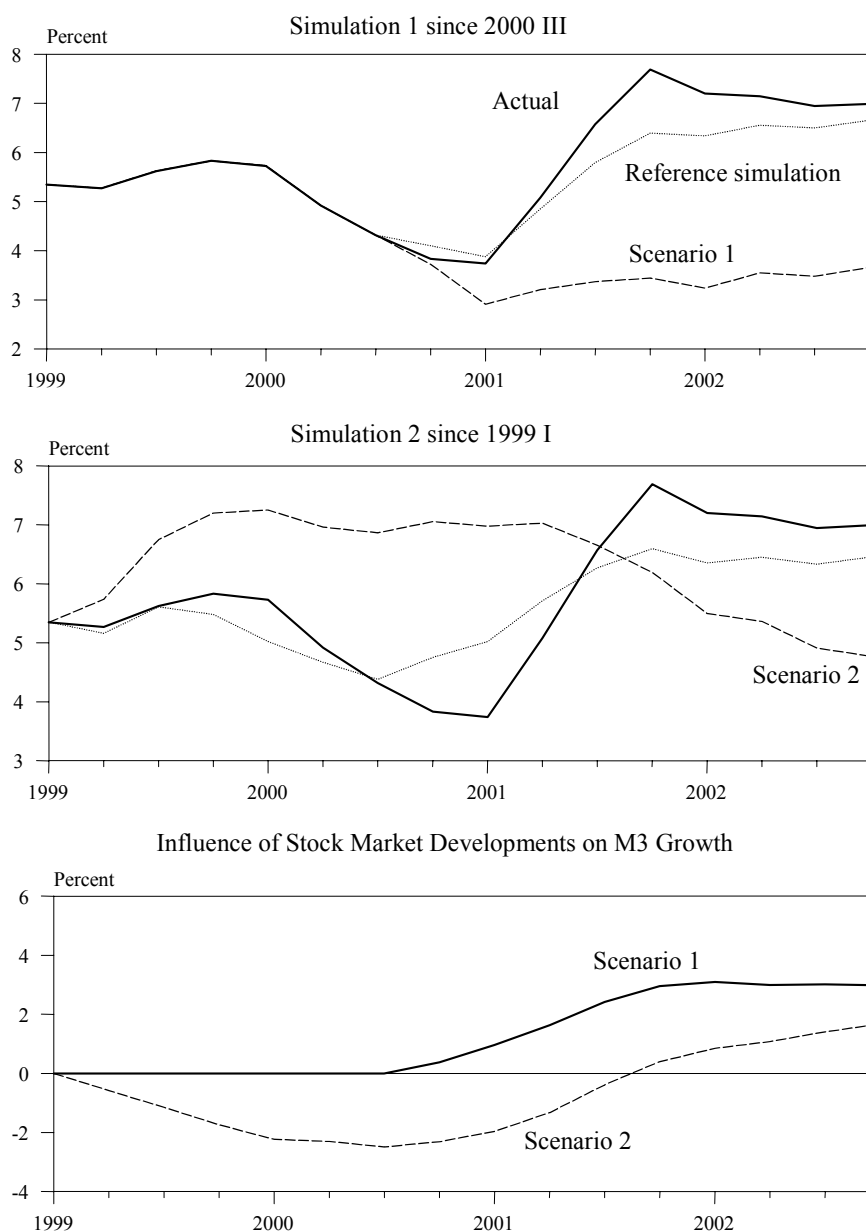 Simulation 1 since 2000 III
Percent
8
7
6
5
4
3
2
Actual
Reference simulation
Scenario 1
1999
2000
2001
2002
Simulation 2 since 1999 I
Percent
8
7
6
5
4
3
Scenario 2
1999
2000
2001
2002
Influence of Stock Market Developments on M3 Growth
Percent
6
4
2
0
-2
-4
Scenario 1
Scenario 2
1999
2000
2001
2002